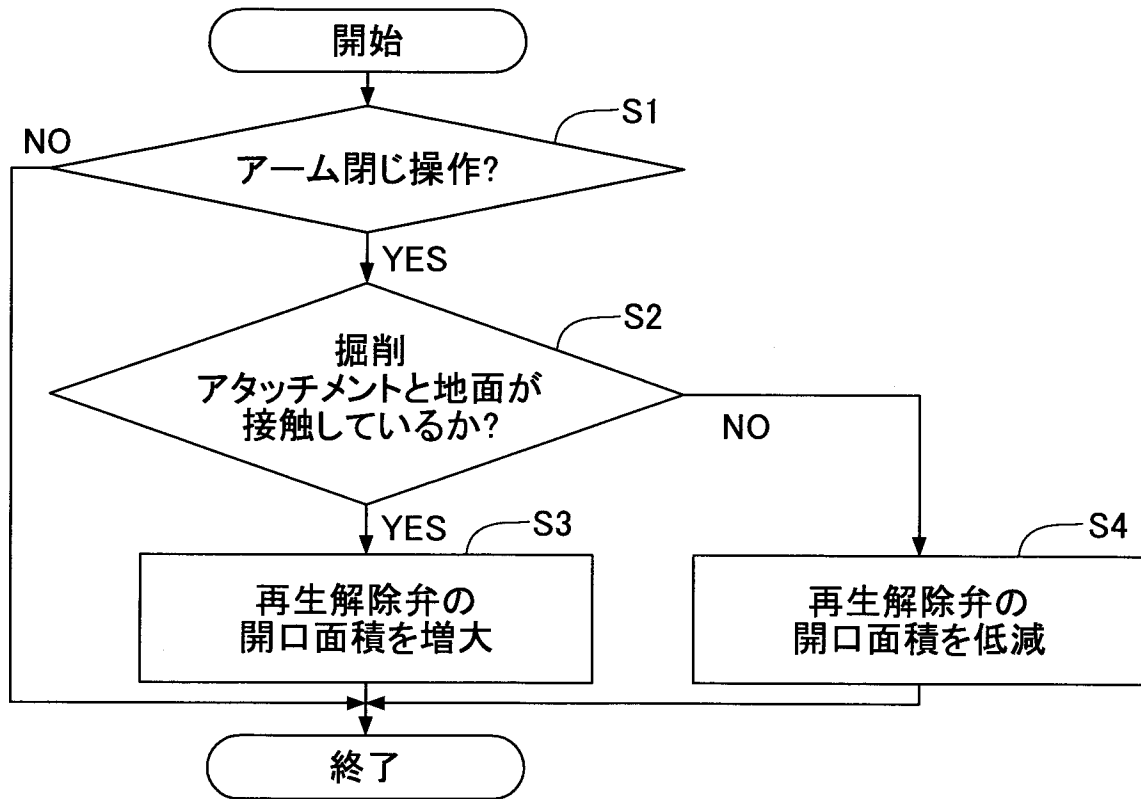 開始
S1
NO
アーム閉じ操作?
YES
S2
掘削
アタッチメントと地面が
接触しているか?
NO
YES
S3
S4
再生解除弁の
開口面積を増大
再生解除弁の
開口面積を低減
終了